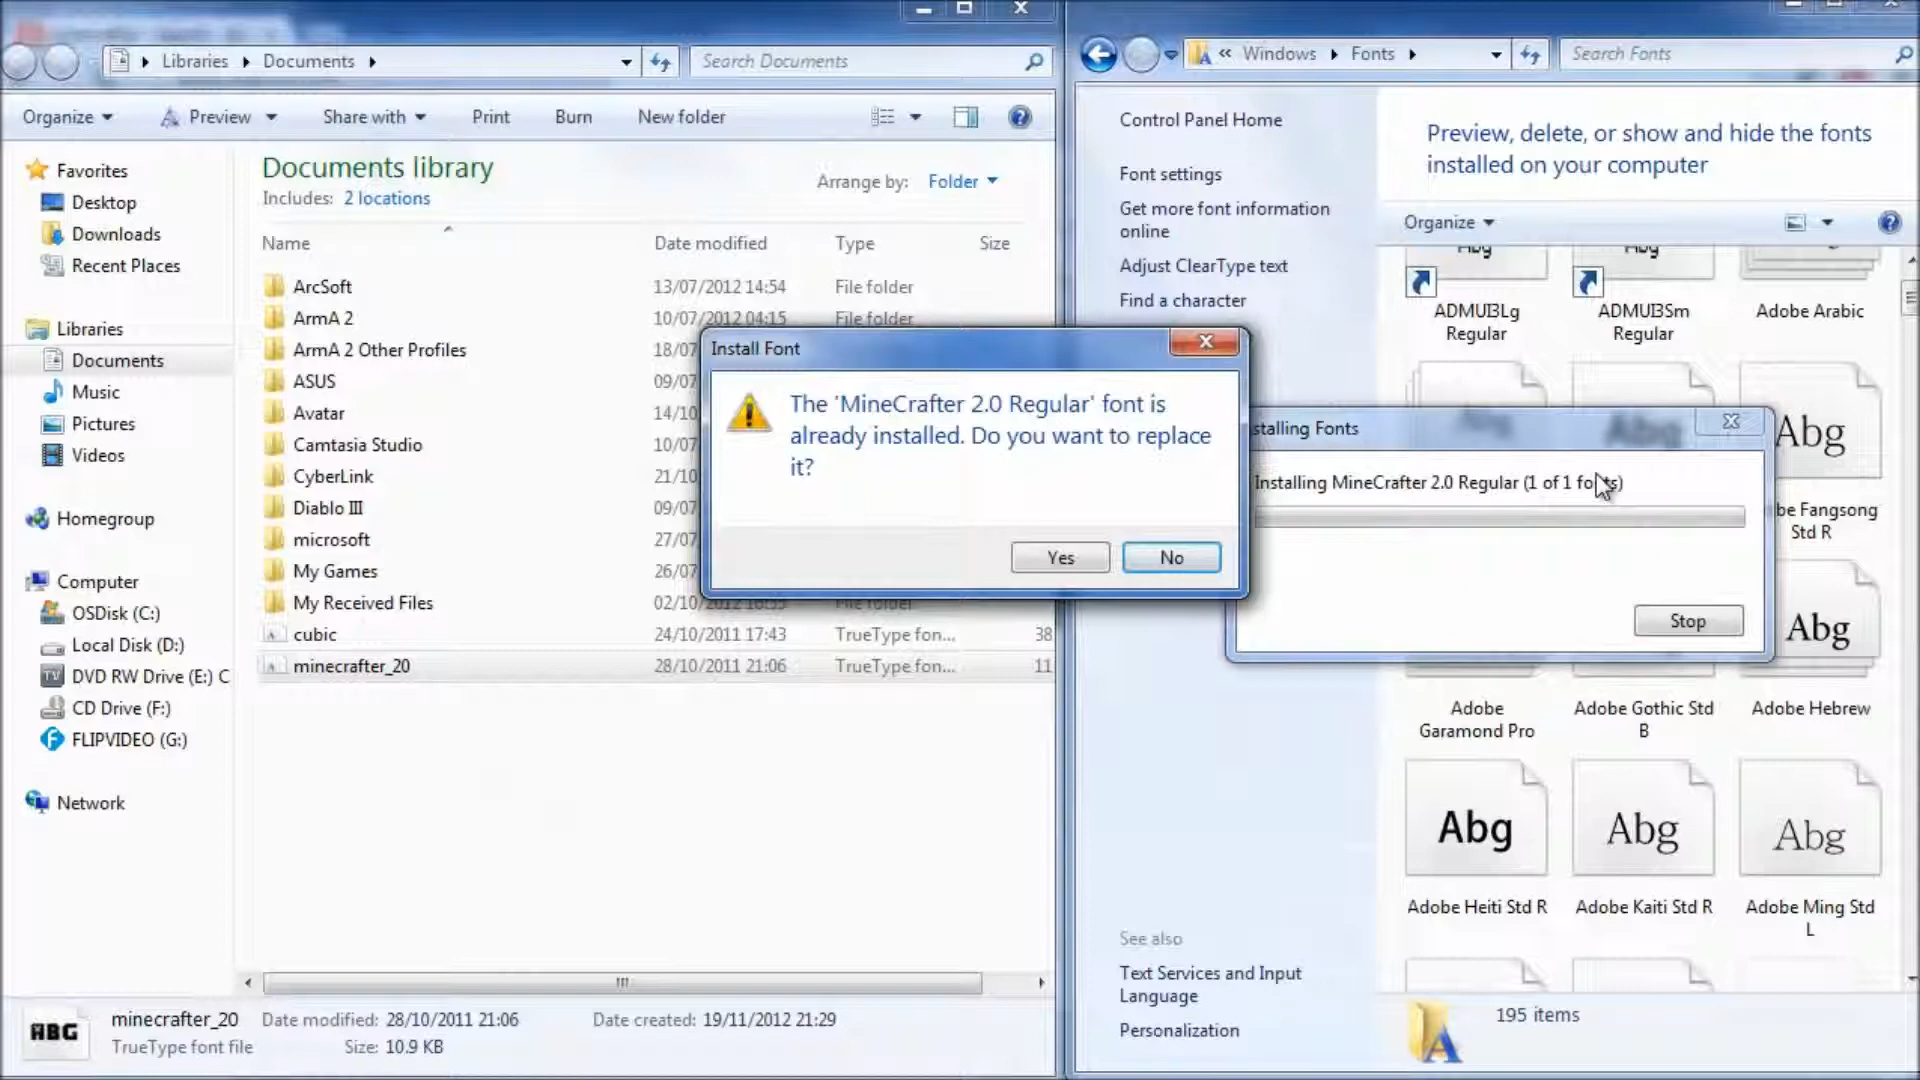 Libraries Documents
Search Documents
Organize Preview Share with Print Burn New folder
Favorites
Desktop
Downloads
Recent Places
Libraries
Documents
Music
Pictures
Videos
Homegroup
Computer
OSDisk (C:)
Local Disk (D:)
DVD RW Drive (E:) C
CD Drive (F:)
FLIPVIDEO (G:)
Network
Documents library
Includes: 2 locations
Arrange by: Folder
Name Date modified Type Size
ArcSoft 13/07/2012 14:54 File folder
ArmA 2 10/07/2012 04:15 File folder
ArmA 2 Other Profiles 18/07
ASUS 09/07
Avatar 14/10
Camtasia Studio 10/07
CyberLink 21/10
Diablo III 09/07
microsoft 27/07
My Games 26/07
My Received Files 02/10/2012 File folder
cubic 24/10/2011 17:43 TrueType fon... 38
minecrafter_20 28/10/2011 21:06 TrueType fon... 11
ABG
minecrafter_20 Date modified: 28/10/2011 21:06 Date created: 19/11/2012 21:29
TrueType font file Size: 10.9 KB
Install Font
The 'MineCrafter 2.0 Regular' font is
already installed. Do you want to replace
it?
Yes No
stalling Fonts
Installing MineCrafter 2.0 Regular (1 of 1 fonts)
Stop
« Windows Fonts
Search Fonts
Control Panel Home
Font settings
Get more font information
online
Adjust ClearType text
Find a character
See also
Text Services and Input
Language
Personalization
Preview, delete, or show and hide the fonts
installed on your computer
Organize
Abg Abg
ADMUI3Lg
Regular
ADMUI3Sm
Regular
Adobe Arabic
Abg
be Fangsong
Std R
Abg
Adobe
Garamond Pro
Adobe Gothic Std
B
Adobe Hebrew
Abg Abg Abg
Adobe Heiti Std R
Adobe Kaiti Std R
Adobe Ming Std
L
195 items